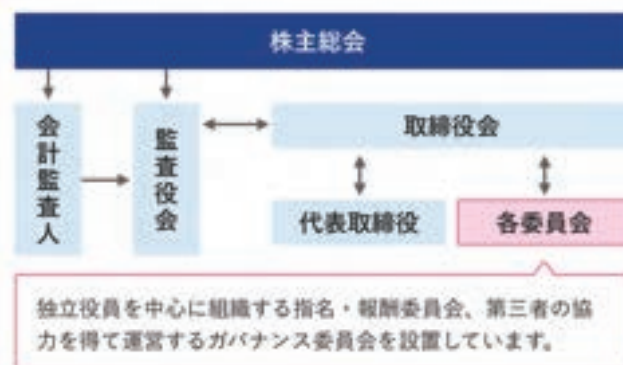 株主総会
会計監査人
監査役会
取締役会
代表取締役
各委員会
独立役員を中心に組織する指名・報酬委員会、第三者の協
力を得て運営するガバナンス委員会を設置しています。